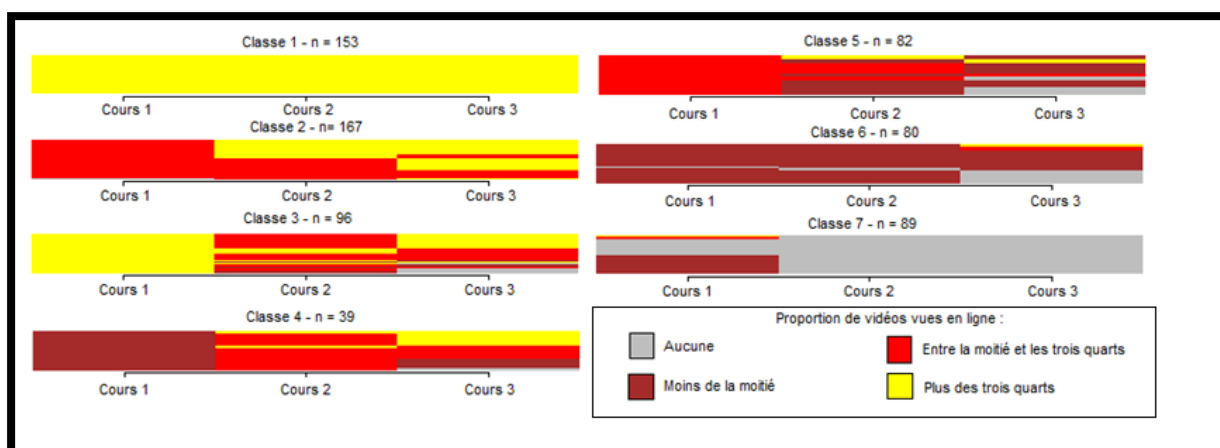 Classe 1 - n = 153
Cours 1 Cours 2 Cours 3
Classe 2 - n= 167
Cours 1 Cours 2 Cours 3
Classe 3 - n = 96
Cours 1 Cours 2 Cours 3
Classe 4 - n = 39
Cours 1 Cours 2 Cours 3
Classe 5 - n = 82
Cours 1 Cours 2 Cours 3
Classe 6 - n = 80
Cours 1 Cours 2 Cours 3
Classe 7 - n = 89
Cours 1 Cours 2 Cours 3
Proportion de vidéos vues en ligne :
Aucune Entre la moitié et les trois quarts
Moins de la moitié Plus des trois quarts